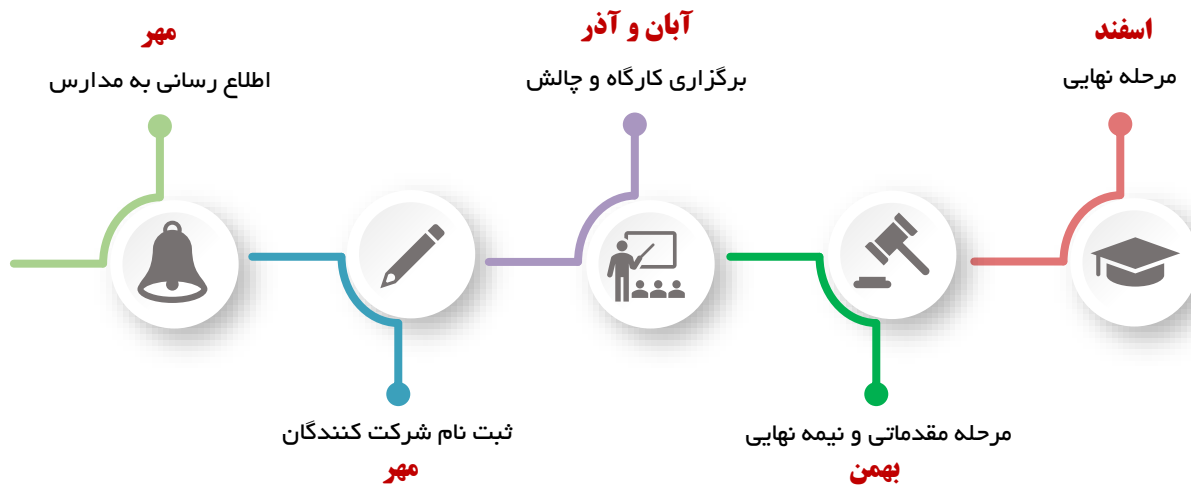 مهر
اطلاع رسانی به مدارس
ثبت نام شرکت کنندگان
مهر
آبان و آذر
برگزاری کارگاه و چالش
مرحله مقدماتی و نیمه نهایی
بهمن
اسفند
مرحله نهایی